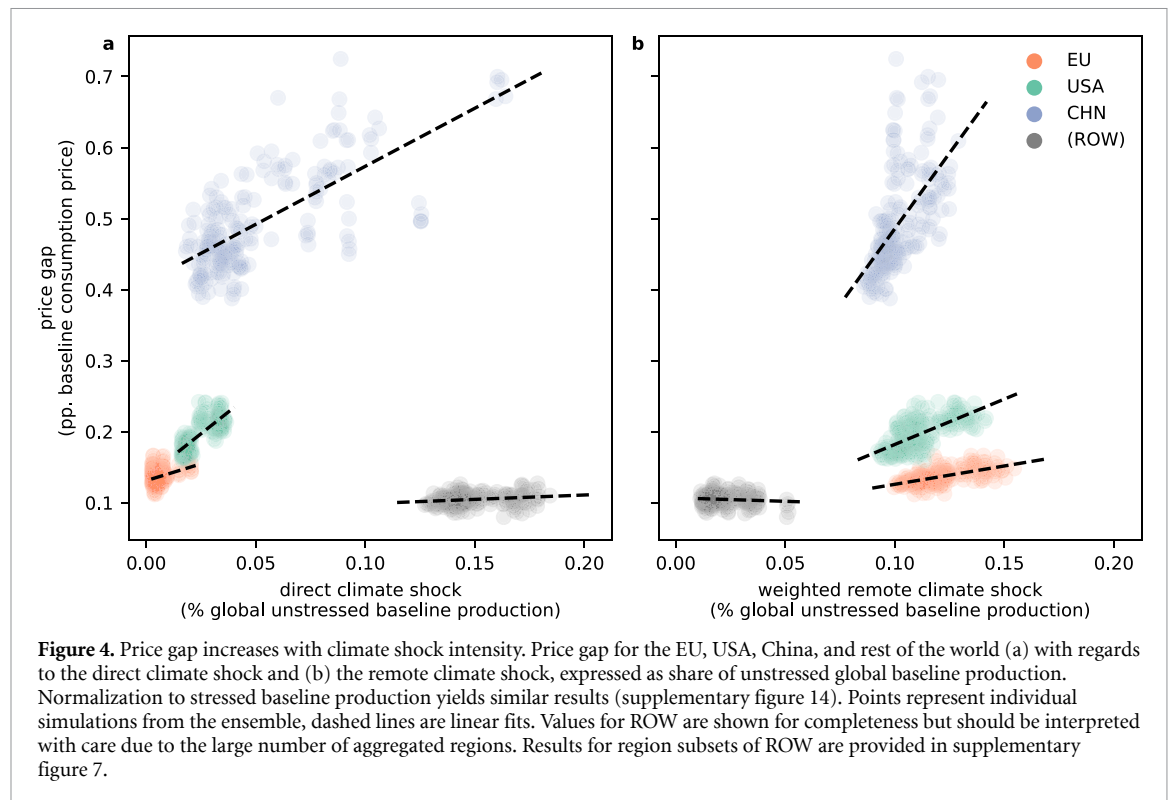 a
b
EU
USA
CHN
(ROW)
0.7
0.6
0.5
0.4
0.3
0.2
0.1
price gap
(pp. baseline consumption price)
0.00
0.05
0.10
0.15
0.20
0.00
0.05
0.10
0.15
0.20
direct climate shock
(% global unstressed baseline production)
weighted remote climate shock
(% global unstressed baseline production)
Figure 4. Price gap increases with climate shock intensity. Price gap for the EU, USA, China, and rest of the world (a) with regards
to the direct climate shock and (b) the remote climate shock, expressed as share of unstressed global baseline production.
Normalization to stressed baseline production yields similar results (supplementary figure 14). Points represent individual
simulations from the ensemble, dashed lines are linear fits. Values for ROW are shown for completeness but should be interpreted
with care due to the large number of aggregated regions. Results for region subsets of ROW are provided in supplementary
figure 7.